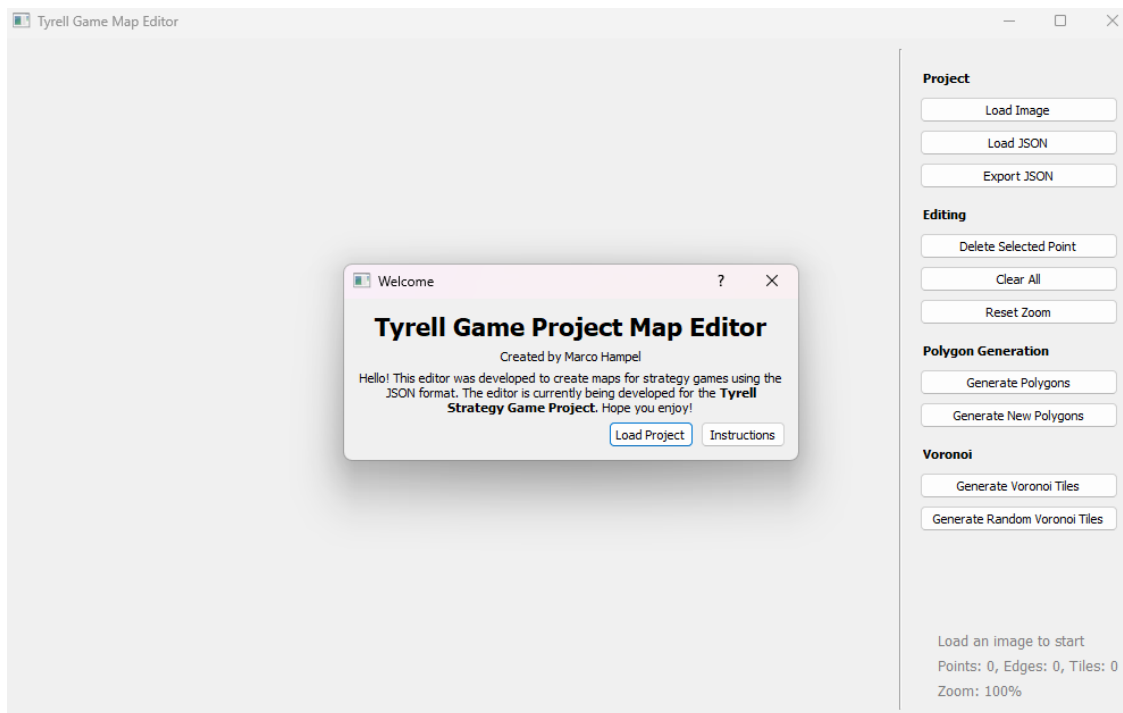 Tyrell Game Map Editor
Project
Load Image
Load JSON
Export JSON
Editing
Delete Selected Point
Clear All
Reset Zoom
Polygon Generation
Generate Polygons
Generate New Polygons
Voronoi
Generate Voronoi Tiles
Generate Random Voronoi Tiles
Load an image to start
Points: 0, Edges: 0, Tiles: 0
Zoom: 100%
Welcome
?
Tyrell Game Project Map Editor
Created by Marco Hampel
Hello! This editor was developed to create maps for strategy games using the
JSON format. The editor is currently being developed for the Tyrell
Strategy Game Project. Hope you enjoy!
Load Project
Instructions